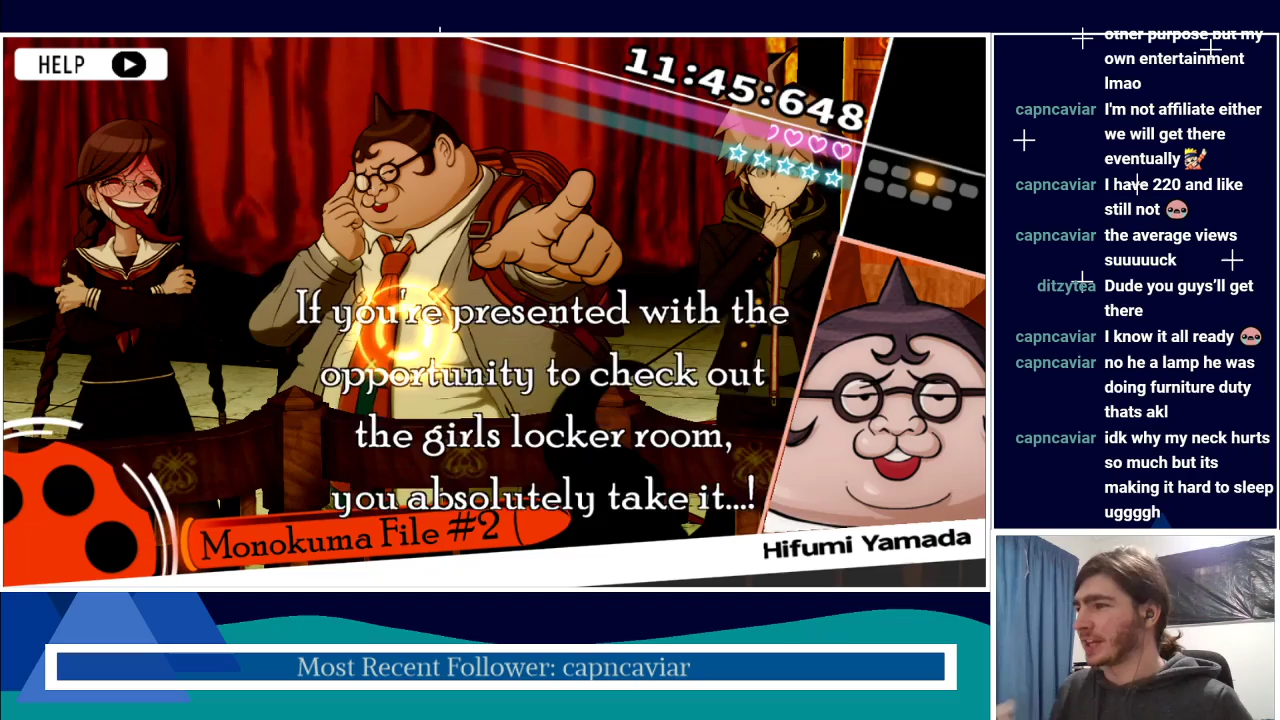 HELP
11:45:648
If you're presented with the
opportunity to check out
the girls locker room,
you absolutely take it...!
Monokuma File #2
Hifumi Yamada
other purpose but my
own entertainment
lmao
capncaviar I'm not affiliate either
we will get there
eventually
capncaviar I have 220 and like
still not
capncaviar the average views
suuuuuck
ditzytea Dude you guys'll get
there
capncaviar I know it all ready
capncaviar no he a lamp he was
doing furniture duty
thats akl
capncaviar idk why my neck hurts
so much but its
making it hard to sleep
uggggh
Most Recent Follower: capncaviar